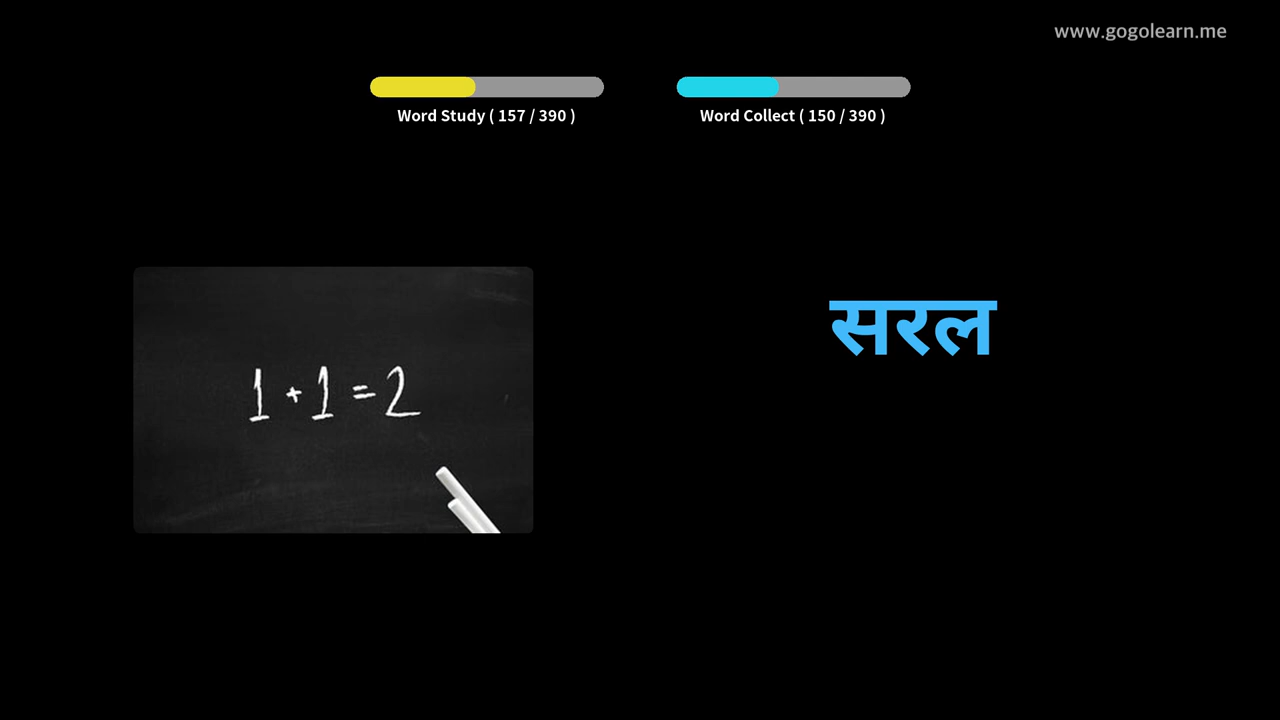 www.gogolearn.me
Word Study ( 157 / 390 )
Word Collect ( 150 / 390 )
सरल
1 + 1 = 2